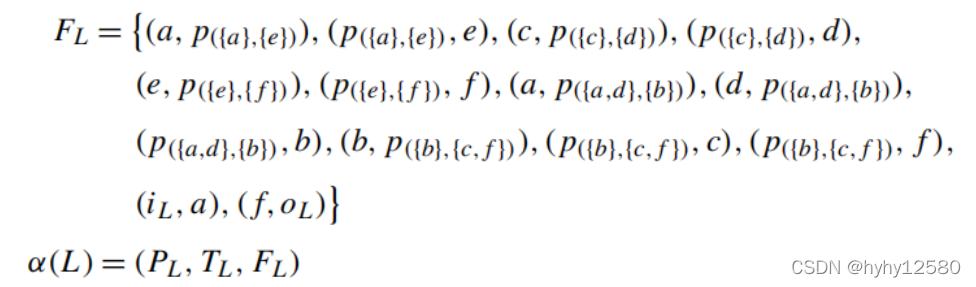 F_L = {(a, p_({a},{e})), (p_({a},{e}), e), (c, p_({c},{d})), (p_({c},{d}), d),
(e, p_({e},{f})), (p_({e},{f}), f), (a, p_({a,d},{b})), (d, p_({a,d},{b})),
(p_({a,d},{b}), b), (b, p_({b},{c,f})), (p_({b},{c,f}), c), (p_({b},{c,f}), f),
(i_L, a), (f, o_L)}
α(L) = (P_L, T_L, F_L)
CSDN @hyhy12580